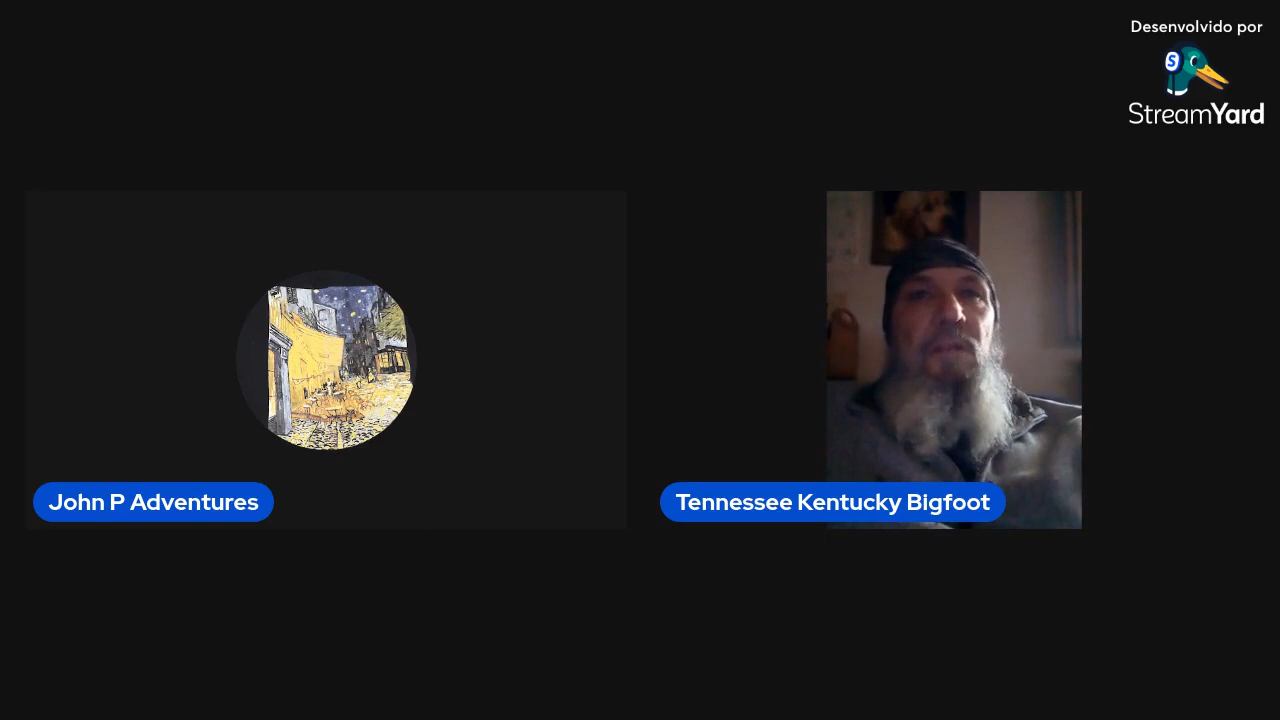 Desenvolvido por
StreamYard
John P Adventures
Tennessee Kentucky Bigfoot